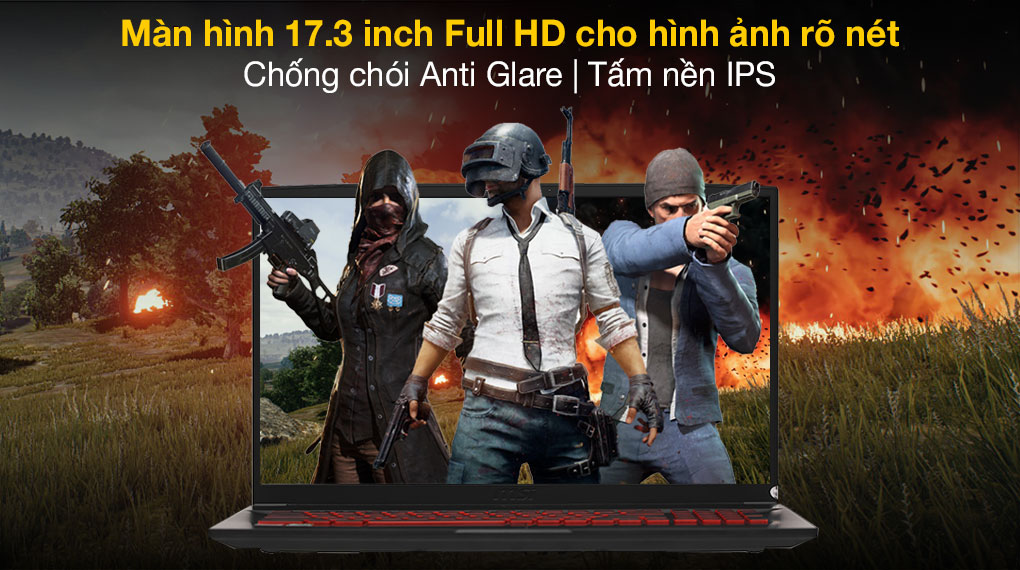 Màn hình 17.3 inch Full HD cho hình ảnh rõ nét
Chống chói Anti Glare | Tấm nền IPS